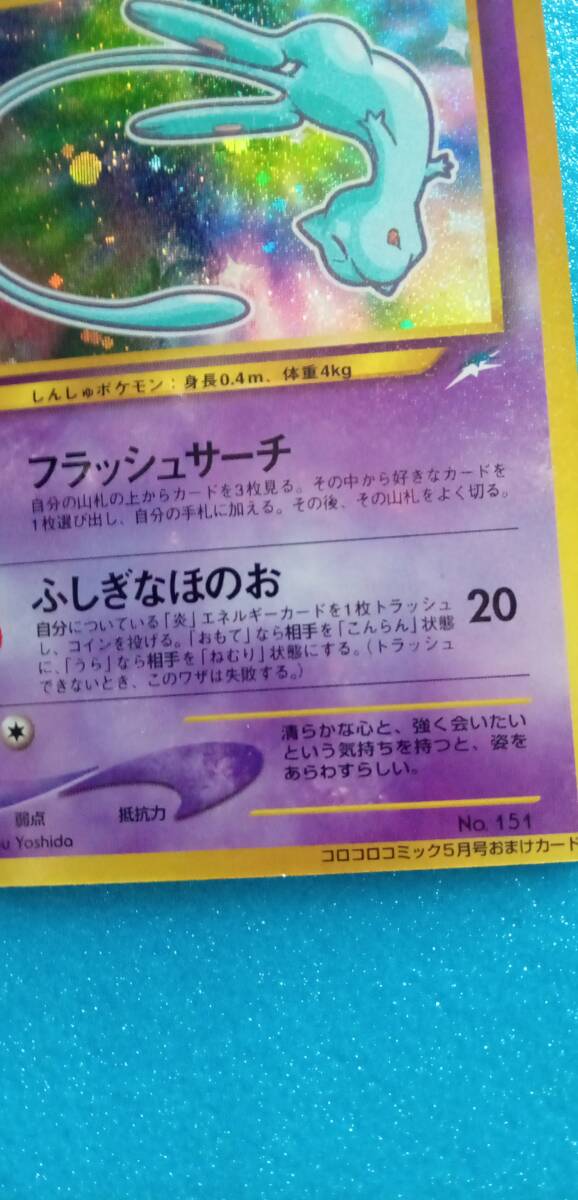 しんしゅポケモン：身長0.4m、体重4kg
フラッシュサーチ
自分の山札の上からカードを3枚見る。その中から好きなカードを
1枚選び出し、自分の手札に加える。その後、その山札をよく切る。
ふしぎなほのお
20
自分についている「炎」エネルギーカードを1枚トラッシュ
し、コインを投げる。「おもて」なら相手を「こんらん」状態
に、「うら」なら相手を「ねむり」状態にする。（トラッシュ
できないとき、このワザは失敗する。）
清らかな心と、強く会いたい
という気持ちを持つと、姿を
あらわすらしい。
弱点
抵抗力
No. 151
u Yoshida
コロコロコミック5月号おまけカード